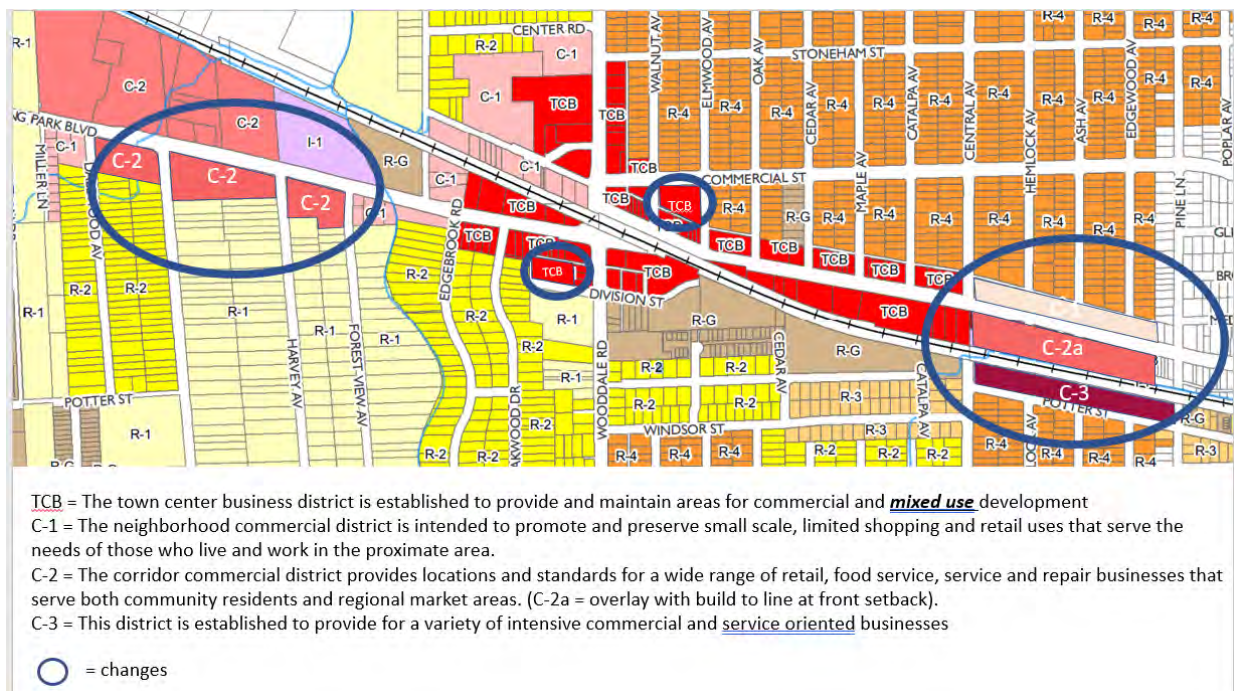 R-1
C-2
C-2
I-1
NG PARK BLVD
C-1
MILLER LN
C-2
C-2
C-2
C-1
R-G
R-2
CENTER RD
C-1
C-1
TCB
TCB
C-1
C-1
WALNUT AV
ELMWOOD AV
OAK AV
STONEHAM ST
CEDAR AV
CATALPA AV
CENTRAL AV
HEMLOCK AV
ASH AV
EDGEWOOD AV
POPLAR AV
R-4
R-4
R-4
R-4
R-4
R-4
R-4
R-4
R-4
R-4
R-4
R-4
R-4
TCB
COMMERCIAL ST
TCB
TCB
R-4
R-G
R-4
MAPLE AV
R-4
R-4
R-4
R-4
R-4
R-4
PINE LN
TCB
TCB
TCB
TCB
TCB
TCB
TCB
TCB
TCB
TCB
TCB
DIVISION ST
EDGEBROOK RD
R-2
R-2
R-2
R-1
R-1
R-1
R-1
R-2
R-1
R-2
R-1
R-G
R-G
C-2a
C-3
POTTER ST
R-G
HARVEY AV
FOREST VIEW AV
WOODDALE RD
CEDAR AV
CATALPA AV
R-2
R-2
R-2
R-2
R-3
R-3
R-3
WINDSOR ST
POTTER ST
R-1
R-2
R-2
R-2
R-4
R-4
R-4
R-2
R-2
R-2
R-4
R-4
R-4
TCB = The town center business district is established to provide and maintain areas for commercial and mixed use development
C-1 = The neighborhood commercial district is intended to promote and preserve small scale, limited shopping and retail uses that serve the
needs of those who live and work in the proximate area.
C-2 = The corridor commercial district provides locations and standards for a wide range of retail, food service, service and repair businesses that
serve both community residents and regional market areas. (C-2a = overlay with build to line at front setback).
C-3 = This district is established to provide for a variety of intensive commercial and service oriented businesses
= changes